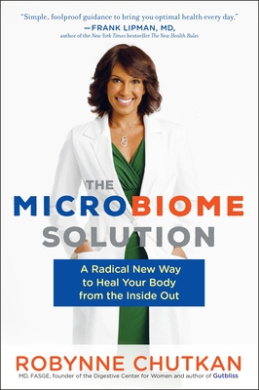 "Simple, foolproof guidance to bring you optimal health every day."
—FRANK LIPMAN, MD,
author of the New York Times bestseller The New Health Rules
THE
MICROBIOME
SOLUTION
A Radical New Way
to Heal Your Body
from the Inside Out
ROBYNNE CHUTKAN
MD, FASGE, founder of the Digestive Center for Women and author of Gutbliss